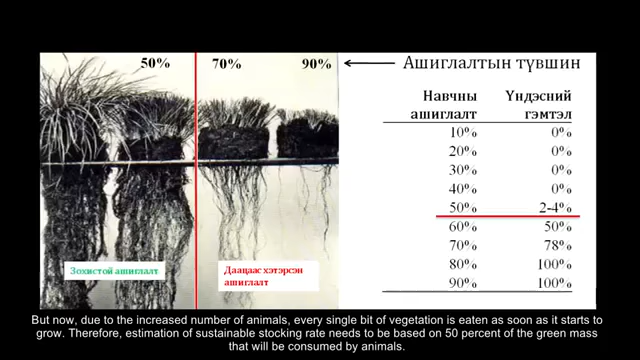 50% 70% 90% Ашиглалтын түвшин
Навчны Үндэсний
ашиглалт гэмтэл
10% 0%
20% 0%
30% 0%
40% 0%
50% 2-4%
60% 50%
70% 78%
80% 100%
90% 100%
Зохистой ашиглалт
Даацаас хэтэрсэн
ашиглалт
But now, due to the increased number of animals, every single bit of vegetation is eaten as soon as it starts to
grow. Therefore, estimation of sustainable stocking rate needs to be based on 50 percent of the green mass
that will be consumed by animals.